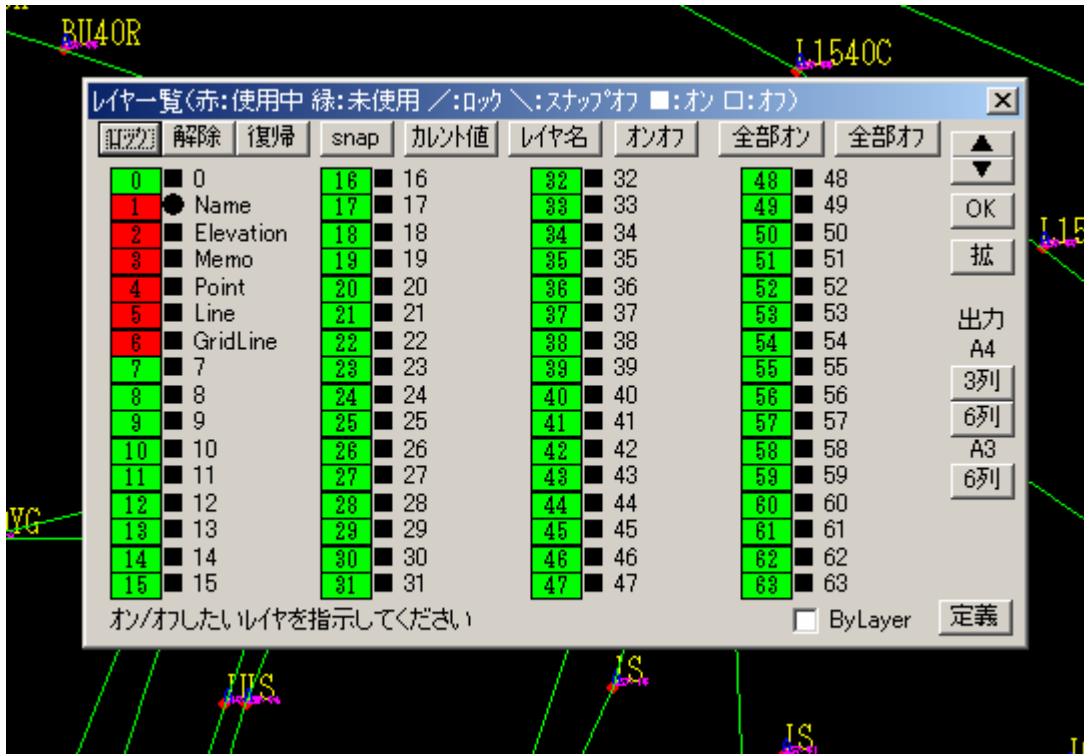 BU40R
L1540C
レイヤ一覧(赤:使用中 緑:未使用 ／:ロック ＼:スナップオフ ■:オン □:オフ)
ロック 解除 復帰 snap カレント値 レイヤ名 オンオフ 全部オン 全部オフ
0 0 16 16 32 32 48 48
1 Name 17 17 33 33 49 49 OK
2 Elevation 18 18 34 34 50 50
3 Memo 19 19 35 35 51 51 拡
4 Point 20 20 36 36 52 52
5 Line 21 21 37 37 53 53 出力
6 GridLine 22 22 38 38 54 54 A4
7 7 23 23 39 39 55 55 3列
8 8 24 24 40 40 56 56
9 9 25 25 41 41 57 57 6列
10 10 26 26 42 42 58 58 A3
11 11 27 27 43 43 59 59 6列
12 12 28 28 44 44 60 60
13 13 29 29 45 45 61 61
14 14 30 30 46 46 62 62
15 15 31 31 47 47 63 63
オン/オフしたいレイヤを指示してください ByLayer 定義
JS
JS